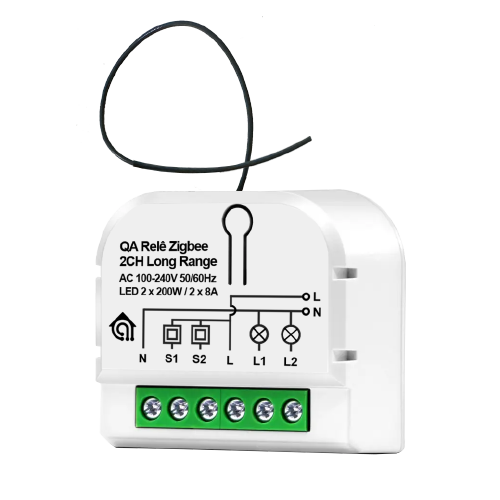 QA Relê Zigbee
2CH Long Range
AC 100-240V 50/60Hz
LED 2 x 200W / 2 x 8A
L
N
N S1 S2 L L1 L2